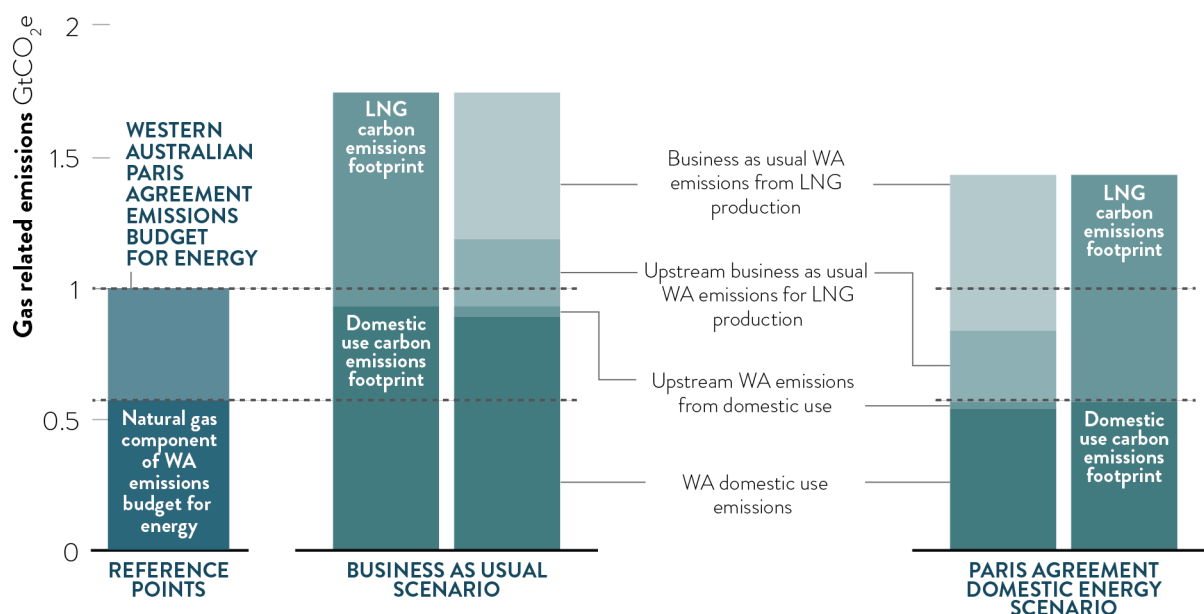 Gas related emissions GtCO₂e
2
1.5
1
0.5
0
WESTERN
AUSTRALIAN
PARIS
AGREEMENT
EMISSIONS
BUDGET
FOR ENERGY
Natural gas
component
of WA
emissions
budget for
energy
REFERENCE
POINTS
LNG
carbon
emissions
footprint
Domestic
use carbon
emissions
footprint
BUSINESS AS USUAL
SCENARIO
Business as usual WA
emissions from LNG
production
Upstream business as usual
WA emissions for LNG
production
Upstream WA emissions
from domestic use
WA domestic use
emissions
LNG
carbon
emissions
footprint
Domestic
use carbon
emissions
footprint
PARIS AGREEMENT
DOMESTIC ENERGY
SCENARIO